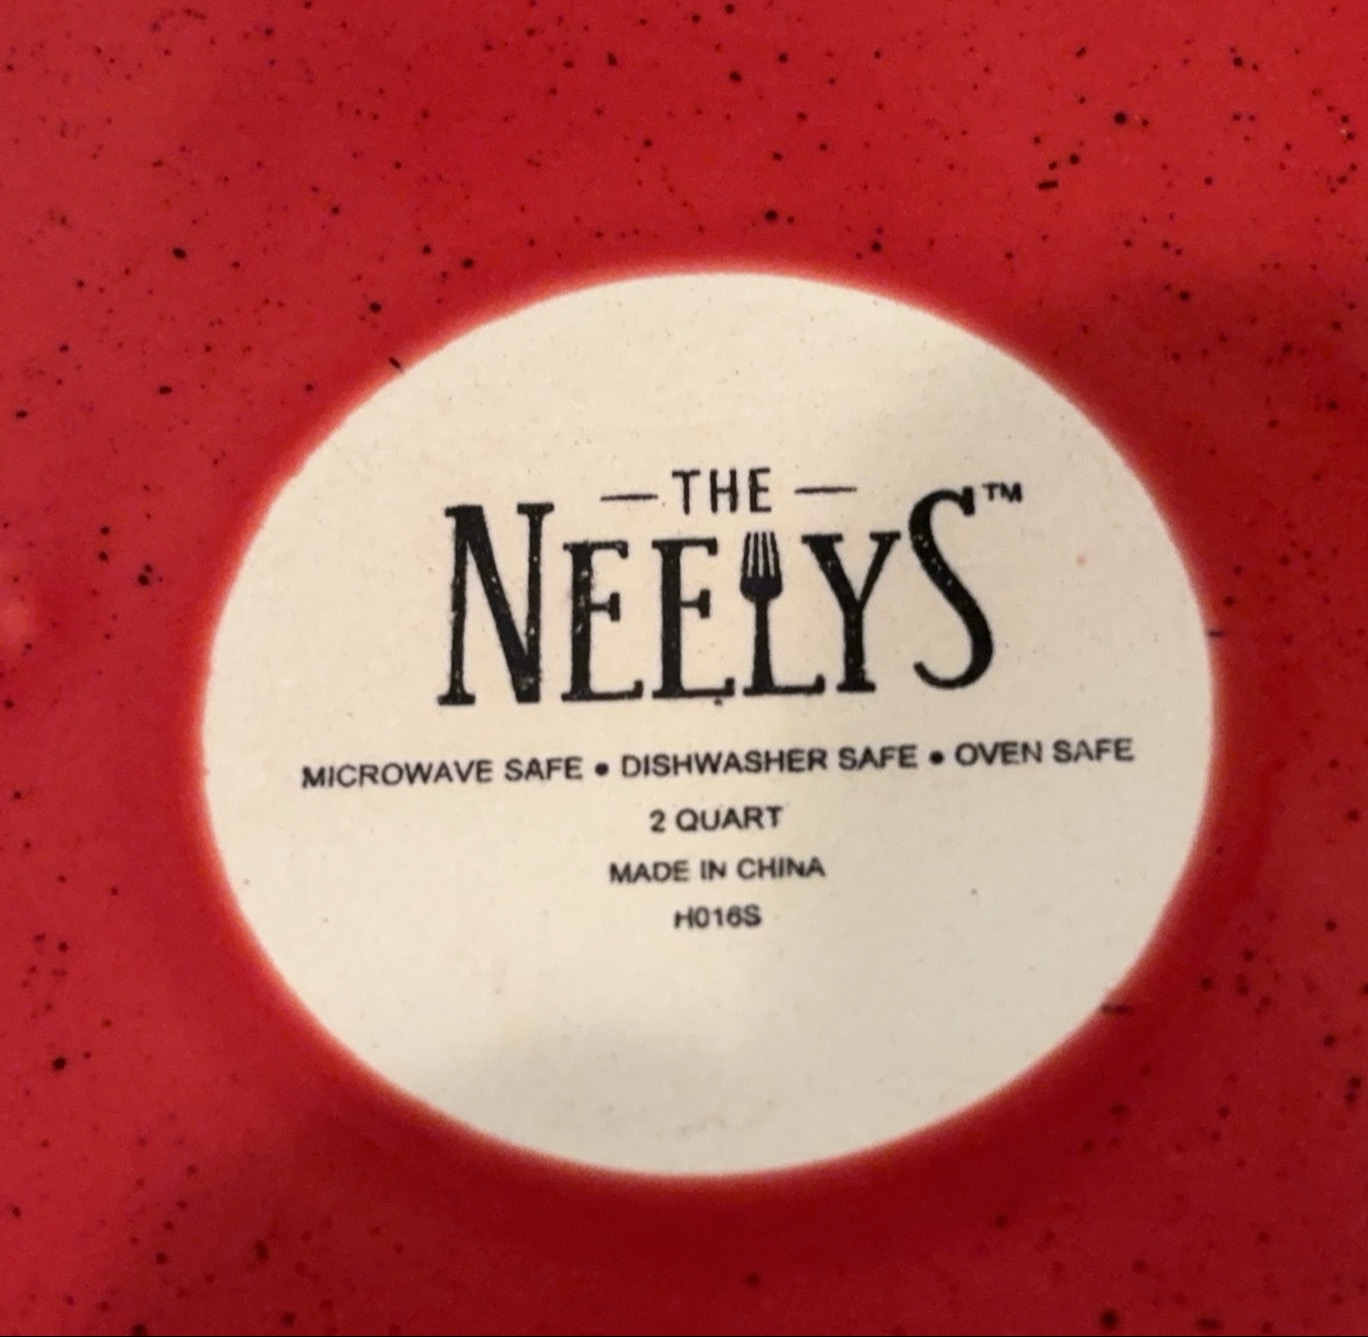 — THE —
NEELYS™
MICROWAVE SAFE • DISHWASHER SAFE • OVEN SAFE
2 QUART
MADE IN CHINA
H016S